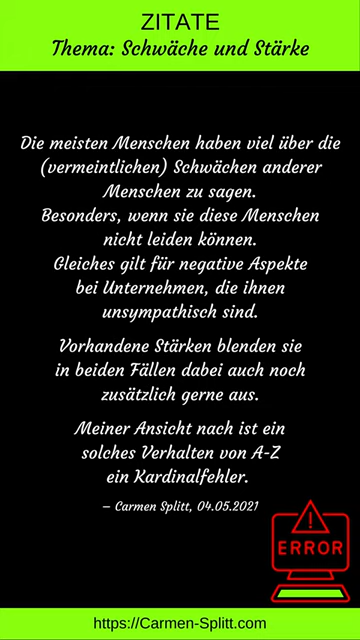 ZITATE
Thema: Schwäche und Stärke
Die meisten Menschen haben viel über die
(vermeintlichen) Schwächen anderer
Menschen zu sagen.
Besonders, wenn sie diese Menschen
nicht leiden können.
Gleiches gilt für negative Aspekte
bei Unternehmen, die ihnen
unsympathisch sind.
Vorhandene Stärken blenden sie
in beiden Fällen dabei auch noch
zusätzlich gerne aus.
Meiner Ansicht nach ist ein
solches Verhalten von A-Z
ein Kardinalfehler.
– Carmen Splitt, 04.05.2021
ERROR
https://Carmen-Splitt.com